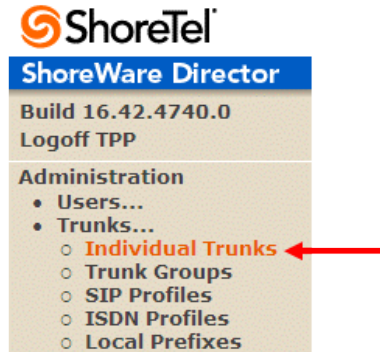 ShoreTel
ShoreWare Director
Build 16.42.4740.0
Logoff TPP
Administration
• Users...
• Trunks...
o Individual Trunks
o Trunk Groups
o SIP Profiles
o ISDN Profiles
o Local Prefixes